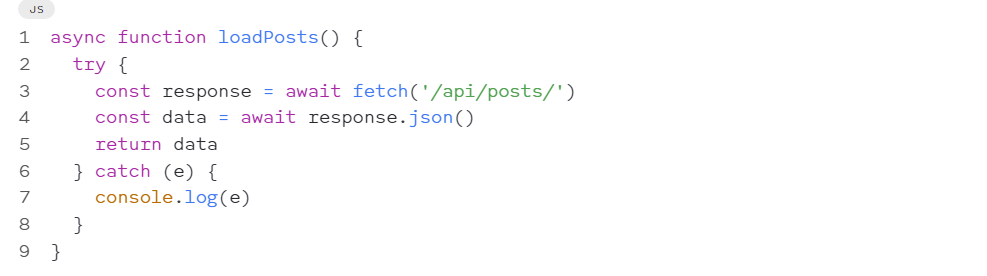 JS
1 async function loadPosts() {
2   try {
3     const response = await fetch('/api/posts/')
4     const data = await response.json()
5     return data
6   } catch (e) {
7     console.log(e)
8   }
9 }